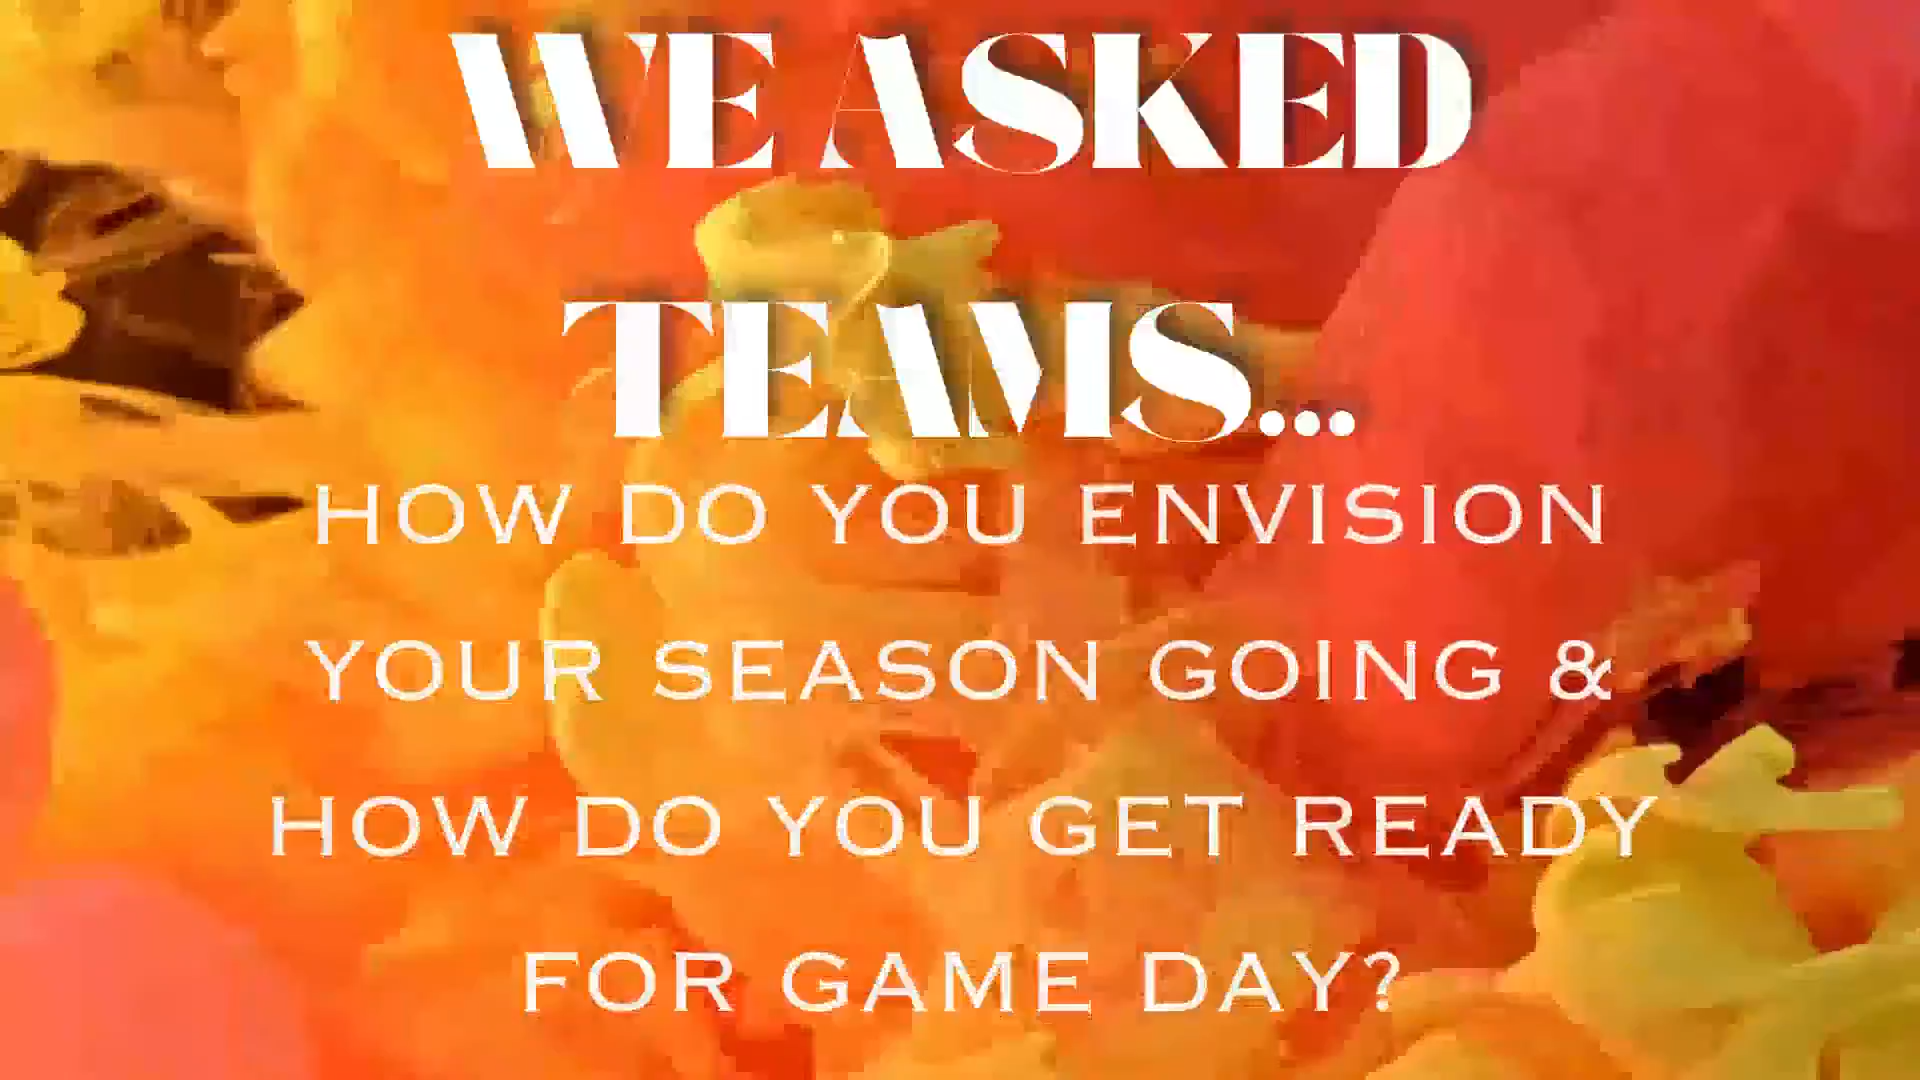 WE ASKED
TEAMS...
HOW DO YOU ENVISION
YOUR SEASON GOING &
HOW DO YOU GET READY
FOR GAME DAY?